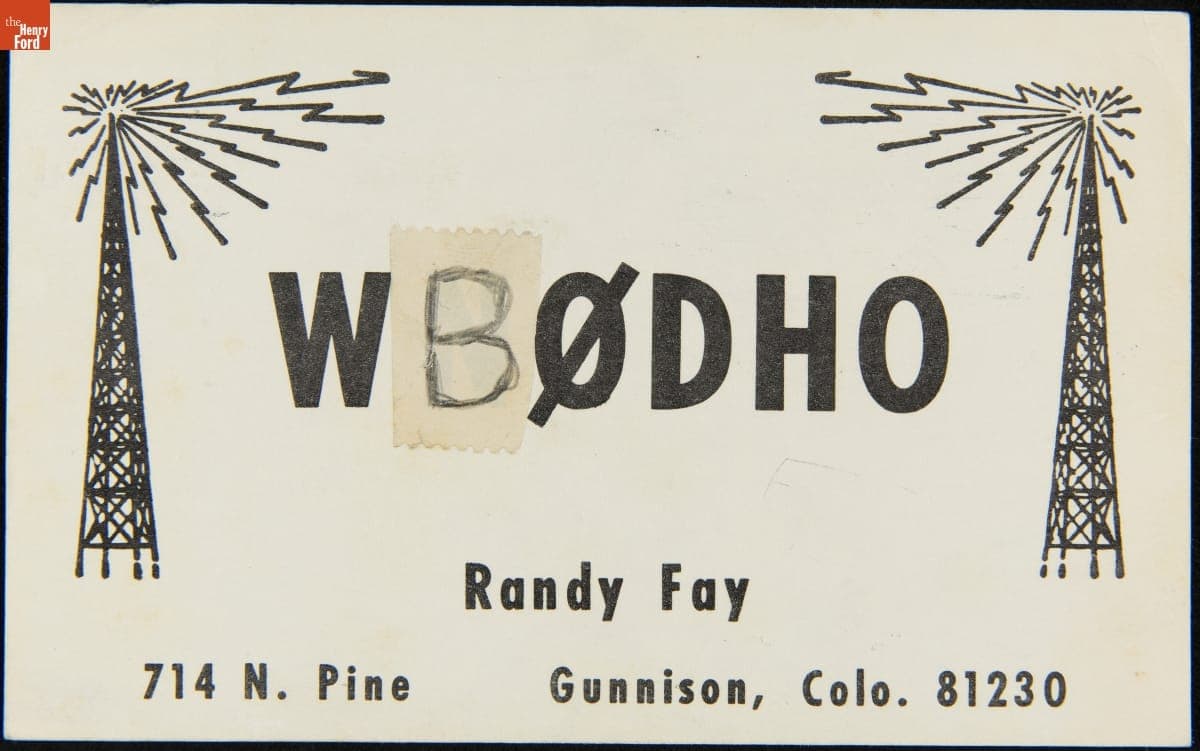 the
Henry
Ford
WBØDHO
Randy Fay
714 N. Pine Gunnison, Colo. 81230